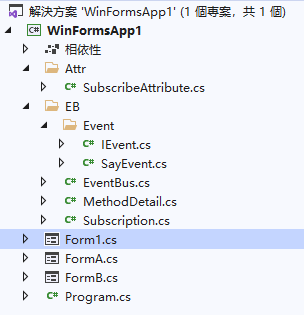 解決方案 'WinFormsApp1' (1 個專案，共 1 個)
C# WinFormsApp1
相依性
Attr
C# SubscribeAttribute.cs
EB
Event
C# IEvent.cs
C# SayEvent.cs
C# EventBus.cs
C# MethodDetail.cs
C# Subscription.cs
Form1.cs
FormA.cs
FormB.cs
C# Program.cs